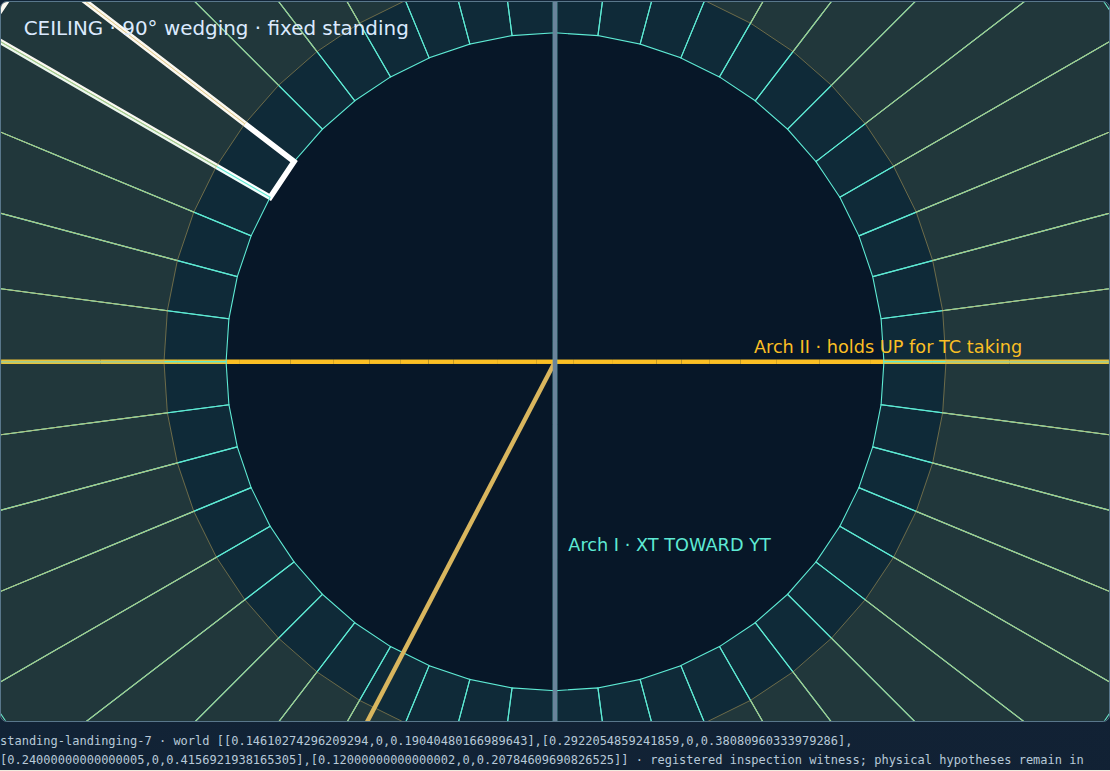 CEILING · 90° wedging · fixed standing
Arch II · holds UP for TC taking
Arch I · XT TOWARD YT
standing-landinging-7 · world [[0.14610274296209294,0,0.19040480166989643],[0.2922054859241859,0,0.38080960333979286],
[0.24000000000000005,0,0.4156921938165305],[0.12000000000000002,0,0.20784609690826525]] · registered inspection witness; physical hypotheses remain in